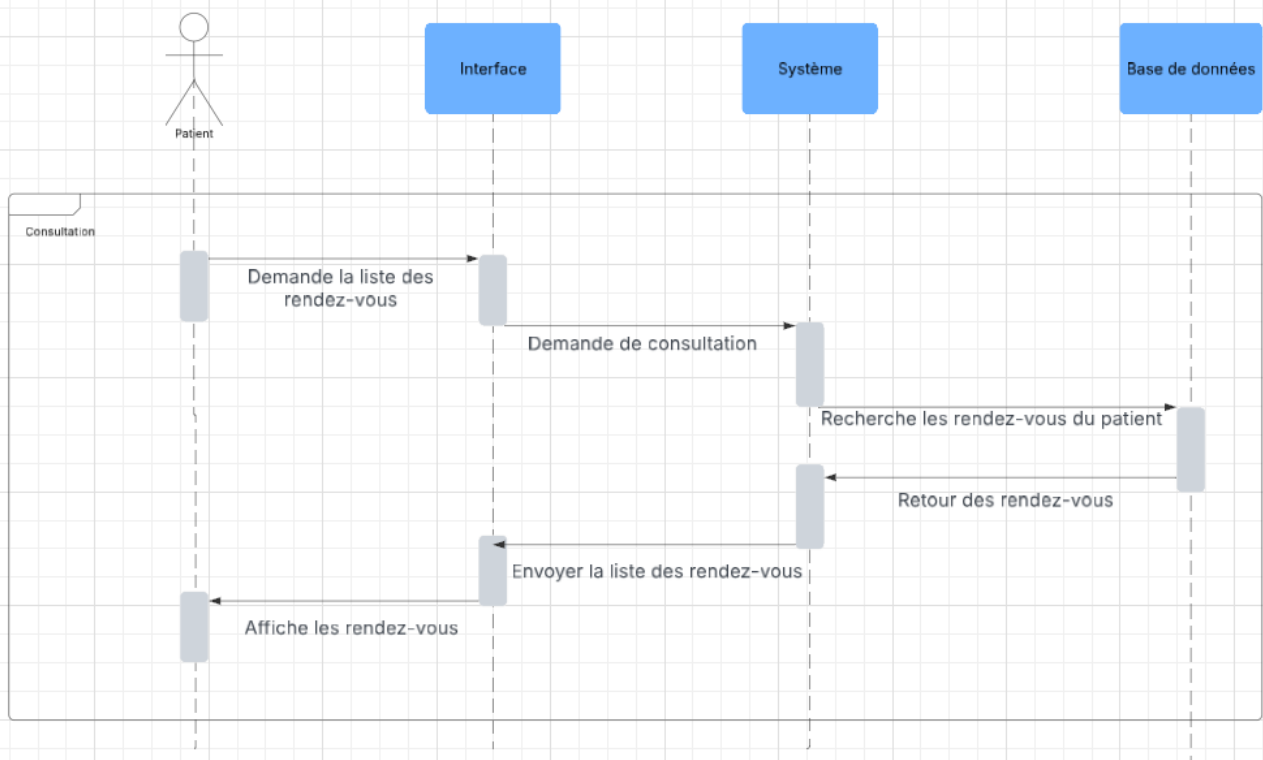 Patient
Interface
Système
Base de données
Consultation
Demande la liste des
rendez-vous
Demande de consultation
Recherche les rendez-vous du patient
Retour des rendez-vous
Envoyer la liste des rendez-vous
Affiche les rendez-vous